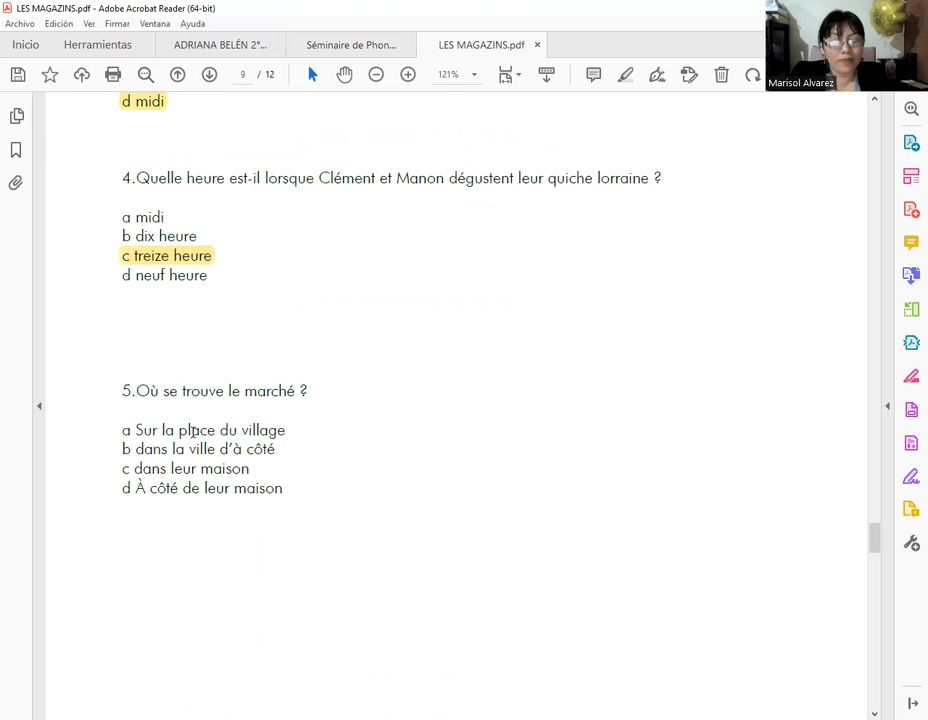 LES MAGAZINS.pdf - Adobe Acrobat Reader (64-bit)
Archivo Edición Ver Firmar Ventana Ayuda
Inicio Herramientas ADRIANA BELÉN 2°... Séminaire de Phon... LES MAGAZINS.pdf ×
9 / 12 121%
Marisol Alvarez
d midi
4.Quelle heure est-il lorsque Clément et Manon dégustent leur quiche lorraine ?
a midi
b dix heure
c treize heure
d neuf heure
5.Où se trouve le marché ?
a Sur la place du village
b dans la ville d’à côté
c dans leur maison
d À côté de leur maison